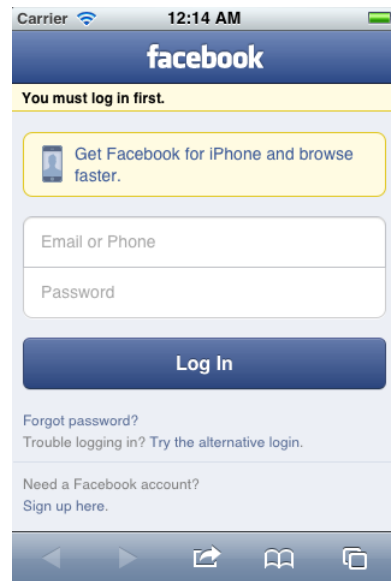 Carrier 12:14 AM
facebook
You must log in first.
Get Facebook for iPhone and browse
faster.
Email or Phone
Password
Log In
Forgot password?
Trouble logging in? Try the alternative login.
Need a Facebook account?
Sign up here.